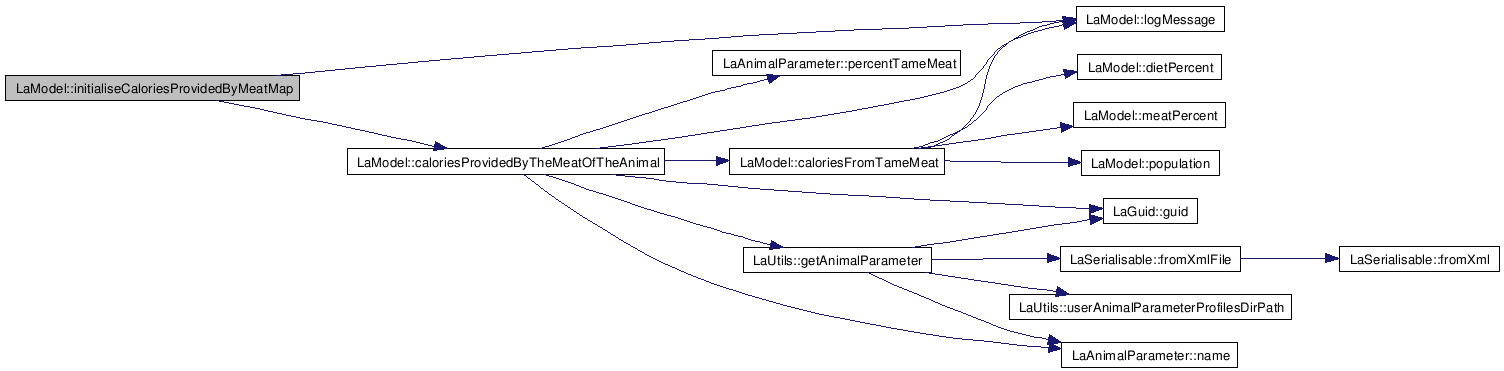 LaModel::logMessage
LaAnimalParameter::percentTameMeat
LaModel::dietPercent
LaModel::initialiseCaloriesProvidedByMeatMap
LaModel::meatPercent
LaModel::caloriesProvidedByTheMeatOfTheAnimal
LaModel::caloriesFromTameMeat
LaModel::population
LaGuid::guid
LaUtils::getAnimalParameter
LaSerialisable::fromXmlFile
LaSerialisable::fromXml
LaUtils::userAnimalParameterProfilesDirPath
LaAnimalParameter::name